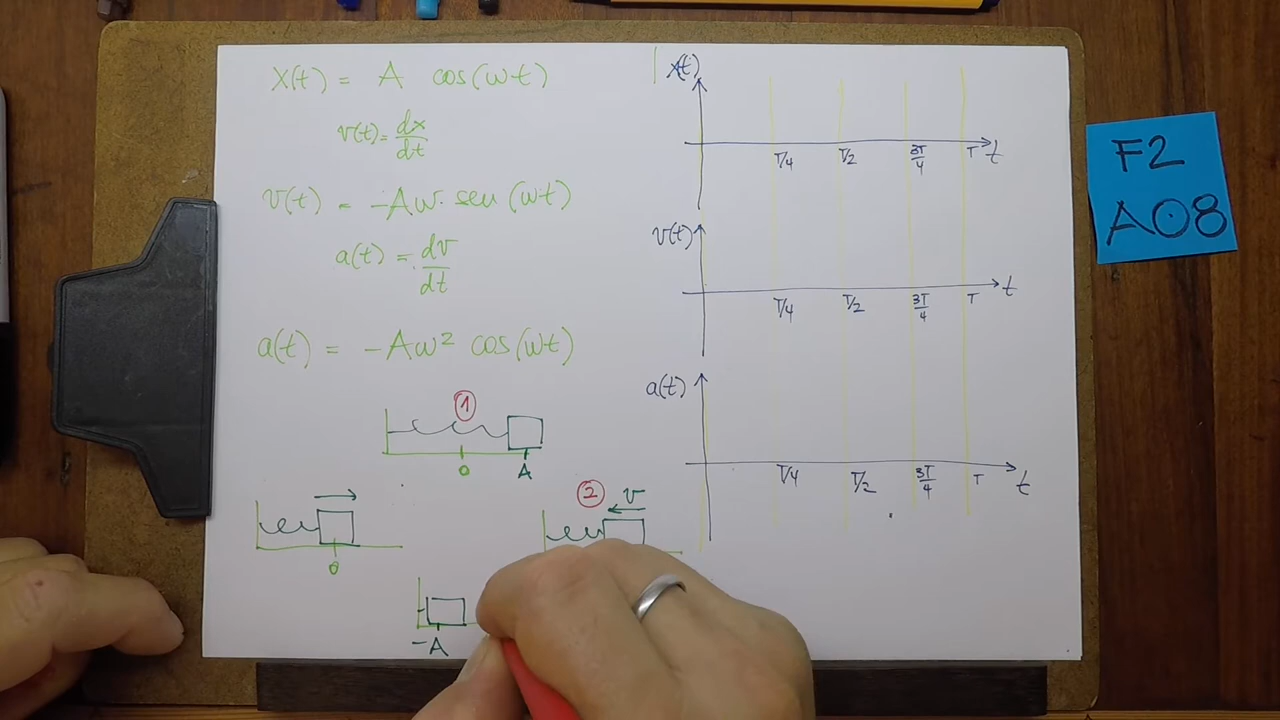 X(t) = A cos(ωt)
v(t) = dx/dt
v(t) = -Aω · sen(ωt)
a(t) = dv/dt
a(t) = -Aω² cos(ωt)
1
0 A
0
2
v
-A
x(t)
T/4 T/2 3T/4 T t
v(t)
T/4 T/2 3T/4 T t
a(t)
T/4 T/2 3T/4 T t
F2
A08